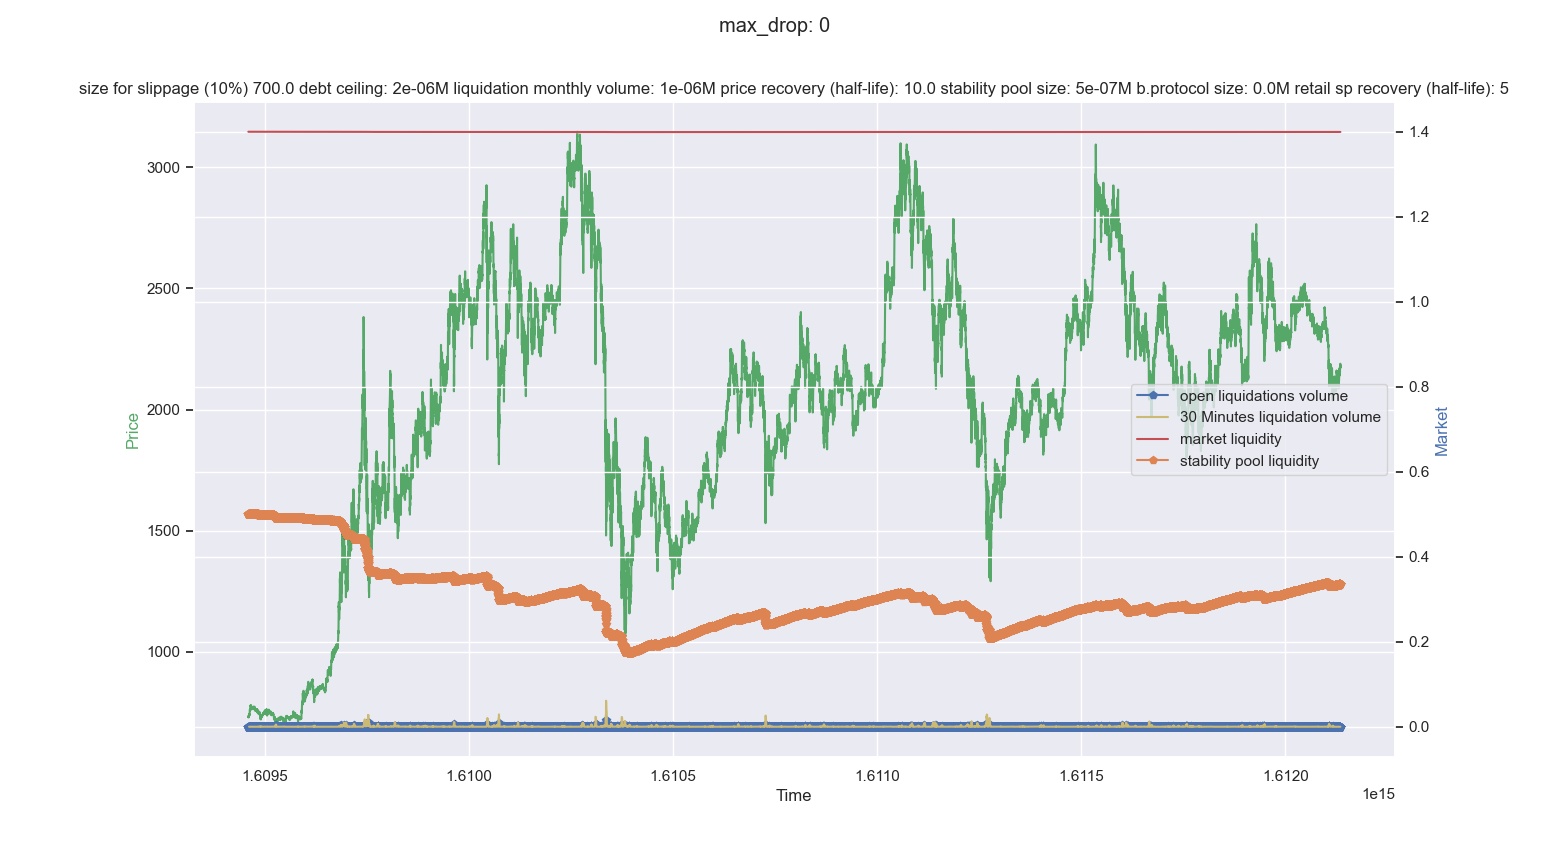 max_drop: 0
size for slippage (10%) 700.0 debt ceiling: 2e-06M liquidation monthly volume: 1e-06M price recovery (half-life): 10.0 stability pool size: 5e-07M b.protocol size: 0.0M retail sp recovery (half-life): 5
3000
2500
2000
1500
1000
Price
1.4
1.2
1.0
0.8
0.6
0.4
0.2
0.0
Market
open liquidations volume
30 Minutes liquidation volume
market liquidity
stability pool liquidity
1.6095 1.6100 1.6105 1.6110 1.6115 1.6120
1e15
Time